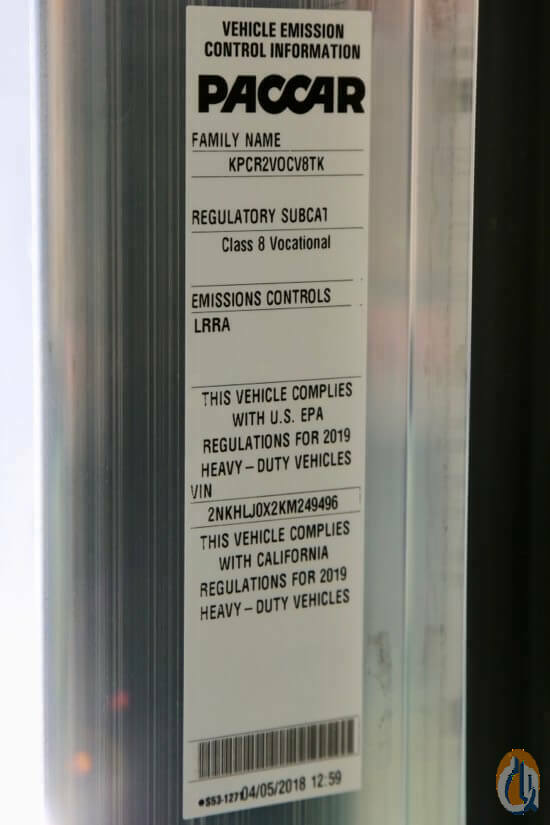 VEHICLE EMISSION
CONTROL INFORMATION
PACCAR
FAMILY NAME
KPCR2VOCV8TK
REGULATORY SUBCAT
Class 8 Vocational
EMISSIONS CONTROLS
LRRA
THIS VEHICLE COMPLIES
WITH U.S. EPA
REGULATIONS FOR 2019
HEAVY–DUTY VEHICLES
VIN
2NKHLJ0X2KM249496
THIS VEHICLE COMPLIES
WITH CALIFORNIA
REGULATIONS FOR 2019
HEAVY–DUTY VEHICLES
●S53-1271 04/05/2018 12:59